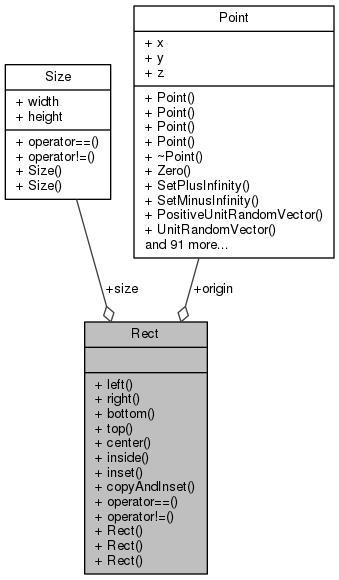 Point
+ x
+ y
+ z
+ Point()
+ Point()
+ Point()
+ Point()
+ ~Point()
+ Zero()
+ SetPlusInfinity()
+ SetMinusInfinity()
+ PositiveUnitRandomVector()
+ UnitRandomVector()
and 91 more...
Size
+ width
+ height
+ operator==()
+ operator!=()
+ Size()
+ Size()
+size
+origin
Rect
+ left()
+ right()
+ bottom()
+ top()
+ center()
+ inside()
+ inset()
+ copyAndInset()
+ operator==()
+ operator!=()
+ Rect()
+ Rect()
+ Rect()